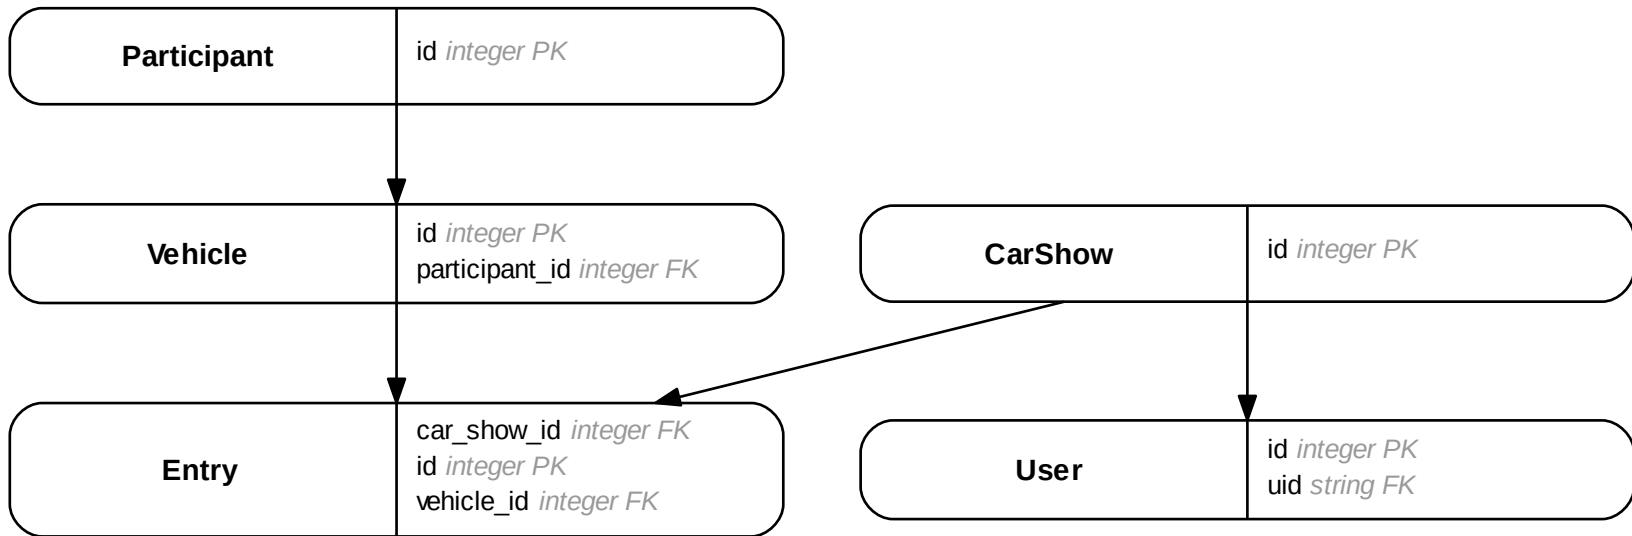 Participant
id integer PK
Vehicle
id integer PK
participant_id integer FK
CarShow
id integer PK
Entry
car_show_id integer FK
id integer PK
vehicle_id integer FK
User
id integer PK
uid string FK